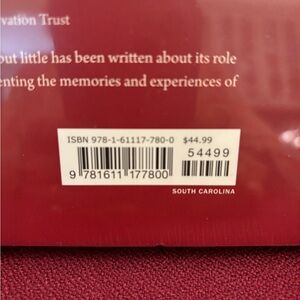 vation Trust
but little has been written about its role
enting the memories and experiences of
ISBN 978-1-61117-780-0 $44.99
54499
9 781611 177800
SOUTH CAROLINA